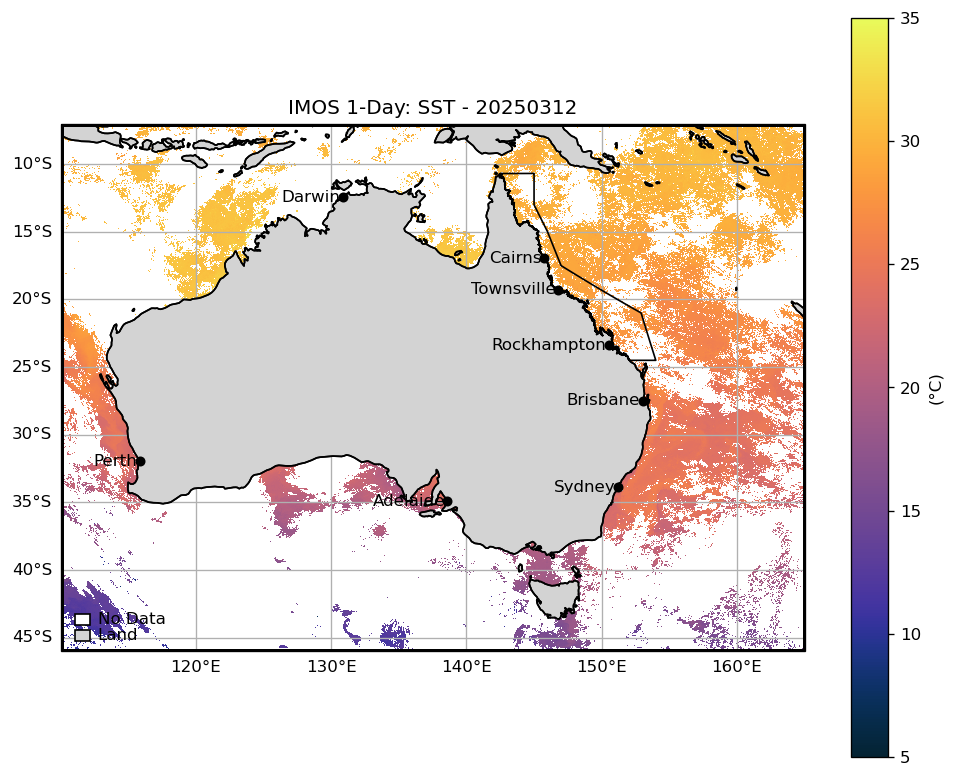 IMOS 1-Day: SST - 20250312
35
30
25
20
15
10
5
(°C)
10°S
15°S
20°S
25°S
30°S
35°S
40°S
45°S
Darwin
Cairns
Townsville
Rockhampton
Brisbane
Perth
Sydney
Adelaide
No Data
Land
120°E 130°E 140°E 150°E 160°E